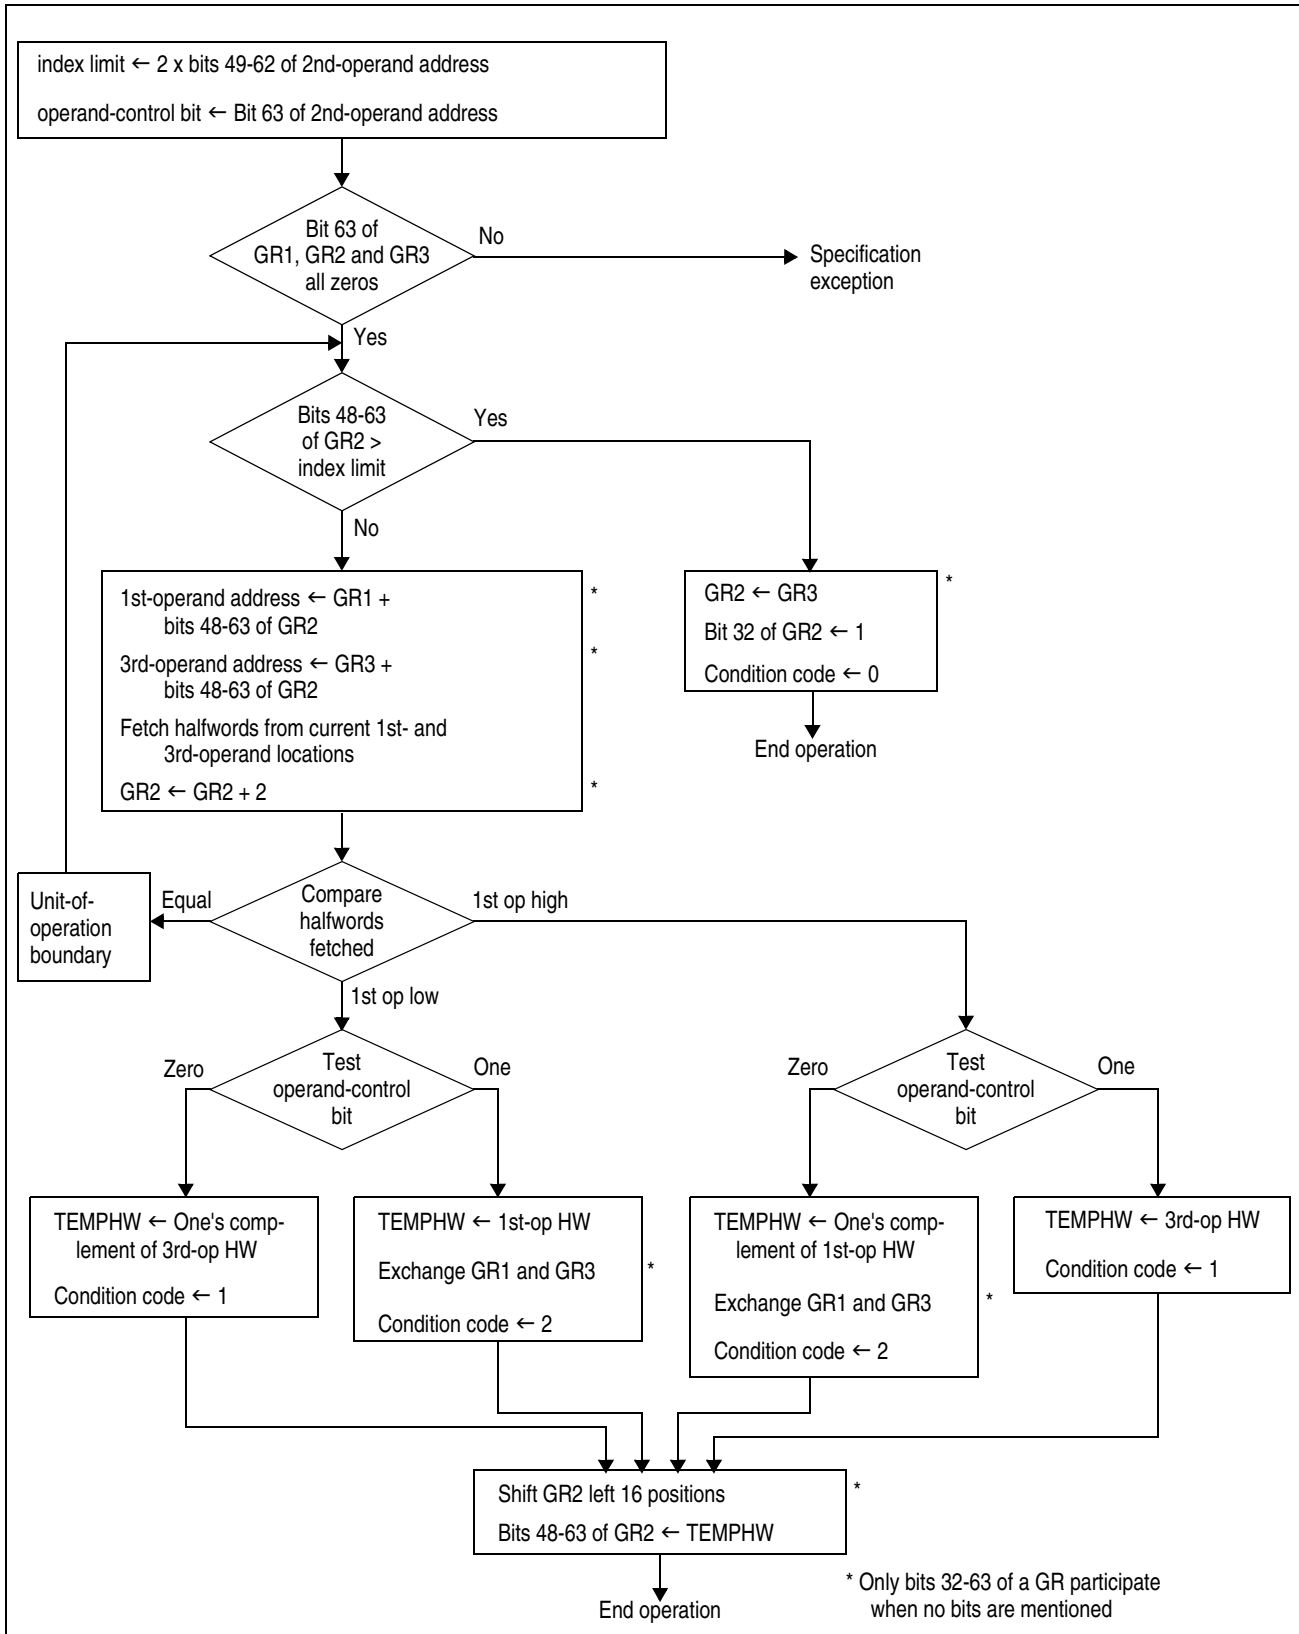 index limit ← 2 x bits 49-62 of 2nd-operand address
operand-control bit ← Bit 63 of 2nd-operand address
Bit 63 of
GR1, GR2 and GR3
all zeros
No
Specification
exception
Yes
Bits 48-63
of GR2 >
index limit
Yes
No
1st-operand address ← GR1 +
bits 48-63 of GR2
*
3rd-operand address ← GR3 +
bits 48-63 of GR2
*
Fetch halfwords from current 1st- and
3rd-operand locations
GR2 ← GR2 + 2
*
GR2 ← GR3
*
Bit 32 of GR2 ← 1
Condition code ← 0
End operation
Unit-of-
operation
boundary
Equal
Compare
halfwords
fetched
1st op high
1st op low
Zero
Test
operand-control
bit
One
Zero
Test
operand-control
bit
One
TEMPHW ← One's comp-
lement of 3rd-op HW
Condition code ← 1
TEMPHW ← 1st-op HW
Exchange GR1 and GR3
*
Condition code ← 2
TEMPHW ← One's comp-
lement of 1st-op HW
Exchange GR1 and GR3
*
Condition code ← 2
TEMPHW ← 3rd-op HW
Condition code ← 1
Shift GR2 left 16 positions
*
Bits 48-63 of GR2 ← TEMPHW
End operation
* Only bits 32-63 of a GR participate
when no bits are mentioned